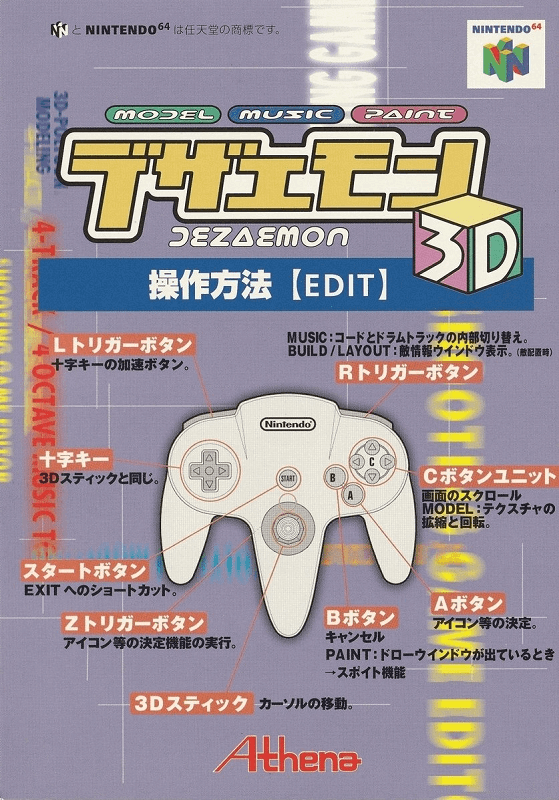 と NINTENDO64 は任天堂の商標です。
NINTENDO64
MODEL MUSIC PAINT
デザエモン
3D
DEZAEMON
操作方法【EDIT】
Lトリガーボタン
十字キーの加速ボタン。
MUSIC：コードとドラムトラックの内部切り替え。
BUILD/LAYOUT：敵情報ウインドウ表示。(敵配置時)
Rトリガーボタン
Nintendo
START
B
A
C
十字キー
3Dスティックと同じ。
Cボタンユニット
画面のスクロール
MODEL：テクスチャの
拡縮と回転。
スタートボタン
EXITへのショートカット。
Zトリガーボタン
アイコン等の決定機能の実行。
Bボタン
キャンセル
PAINT：ドローウインドウが出ているとき
→スポイト機能
Aボタン
アイコン等の決定。
3Dスティック カーソルの移動。
Athena
MODELING
4-TRACK / 4-OCTAVE